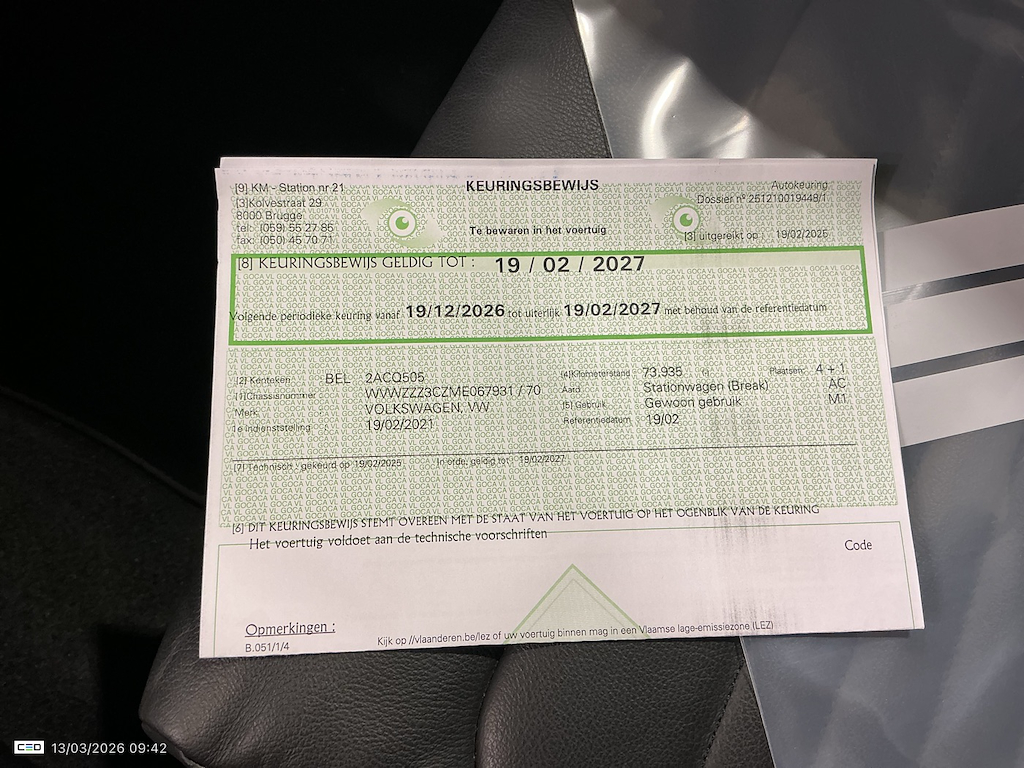 [9] KM - Station nr 21
[3]Kolvestraat 29
8000 Brugge
tel: (059) 55 27 85
fax: (050) 45 70 71
KEURINGSBEWIJS
Te bewaren in het voertuig
Autokeuring
Dossier nº 251210019448/1
[3] uitgereikt op : 19/02/2025
[8] KEURINGSBEWIJS GELDIG TOT : 19 / 02 / 2027
Volgende periodieke keuring vanaf 19/12/2026 tot uiterlijk 19/02/2027 met behoud van de referentiedatum
[2] Kenteken : BEL 2ACQ505
[1]Chassisnummer WVWZZZ3CZME067931 / 70
Merk VOLKSWAGEN, VW
1e Indienststelling : 19/02/2021
[4]Kilometerstand 73.935 Plaatsen: 4 + 1
Aard Stationwagen (Break) AC
[5] Gebruik Gewoon gebruik M1
Referentiedatum 19/02
[7] Technisch : gekeurd op 19/02/2025 In orde, geldig tot : 19/02/2027
[6] DIT KEURINGSBEWIJS STEMT OVEREEN MET DE STAAT VAN HET VOERTUIG OP HET OGENBLIK VAN DE KEURING
Het voertuig voldoet aan de technische voorschriften
Code
Opmerkingen :
B.051/1/4
Kijk op //vlaanderen.be/lez of uw voertuig binnen mag in een Vlaamse lage-emissiezone (LEZ)
CEO 13/03/2026 09:42